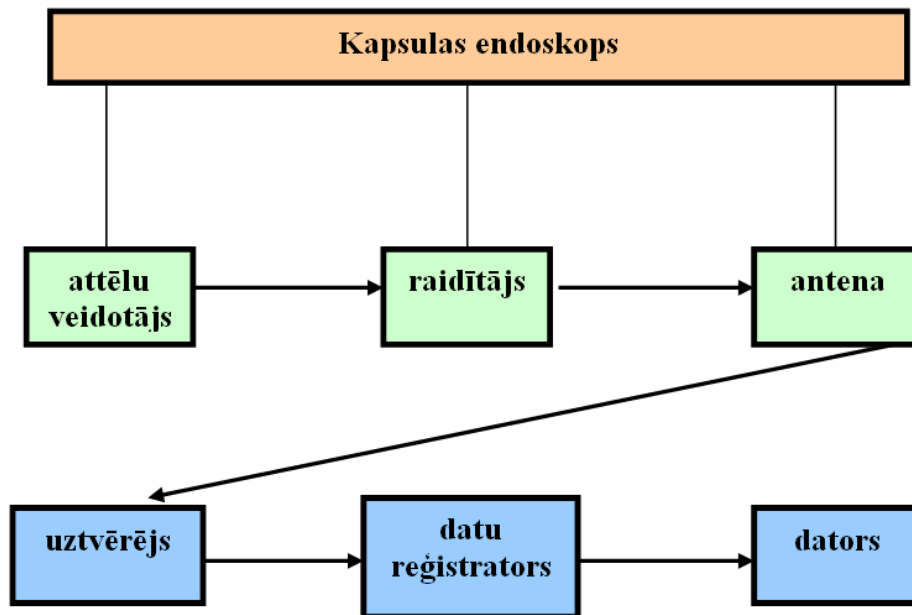 Kapsulas endoskops
attēlu
veidotājs
raidītājs
antena
uztvērējs
datu
reģistrators
dators